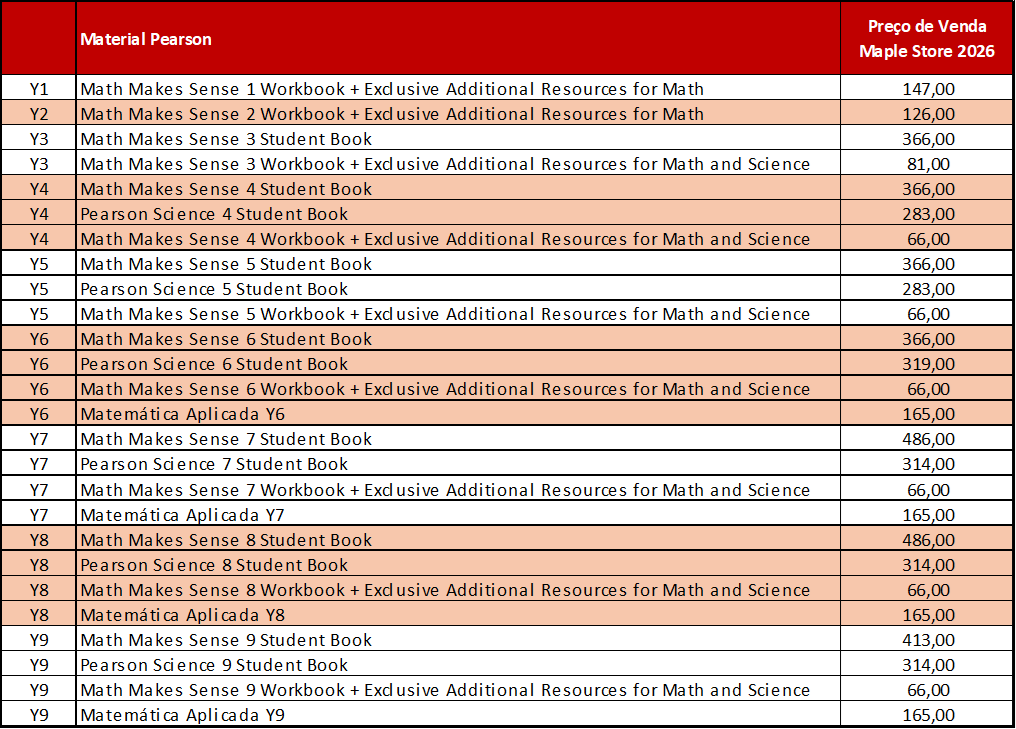 Material Pearson
Preço de Venda
Maple Store 2026
Y1 Math Makes Sense 1 Workbook + Exclusive Additional Resources for Math 147,00
Y2 Math Makes Sense 2 Workbook + Exclusive Additional Resources for Math 126,00
Y3 Math Makes Sense 3 Student Book 366,00
Y3 Math Makes Sense 3 Workbook + Exclusive Additional Resources for Math and Science 81,00
Y4 Math Makes Sense 4 Student Book 366,00
Y4 Pearson Science 4 Student Book 283,00
Y4 Math Makes Sense 4 Workbook + Exclusive Additional Resources for Math and Science 66,00
Y5 Math Makes Sense 5 Student Book 366,00
Y5 Pearson Science 5 Student Book 283,00
Y5 Math Makes Sense 5 Workbook + Exclusive Additional Resources for Math and Science 66,00
Y6 Math Makes Sense 6 Student Book 366,00
Y6 Pearson Science 6 Student Book 319,00
Y6 Math Makes Sense 6 Workbook + Exclusive Additional Resources for Math and Science 66,00
Y6 Matemática Aplicada Y6 165,00
Y7 Math Makes Sense 7 Student Book 486,00
Y7 Pearson Science 7 Student Book 314,00
Y7 Math Makes Sense 7 Workbook + Exclusive Additional Resources for Math and Science 66,00
Y7 Matemática Aplicada Y7 165,00
Y8 Math Makes Sense 8 Student Book 486,00
Y8 Pearson Science 8 Student Book 314,00
Y8 Math Makes Sense 8 Workbook + Exclusive Additional Resources for Math and Science 66,00
Y8 Matemática Aplicada Y8 165,00
Y9 Math Makes Sense 9 Student Book 413,00
Y9 Pearson Science 9 Student Book 314,00
Y9 Math Makes Sense 9 Workbook + Exclusive Additional Resources for Math and Science 66,00
Y9 Matemática Aplicada Y9 165,00